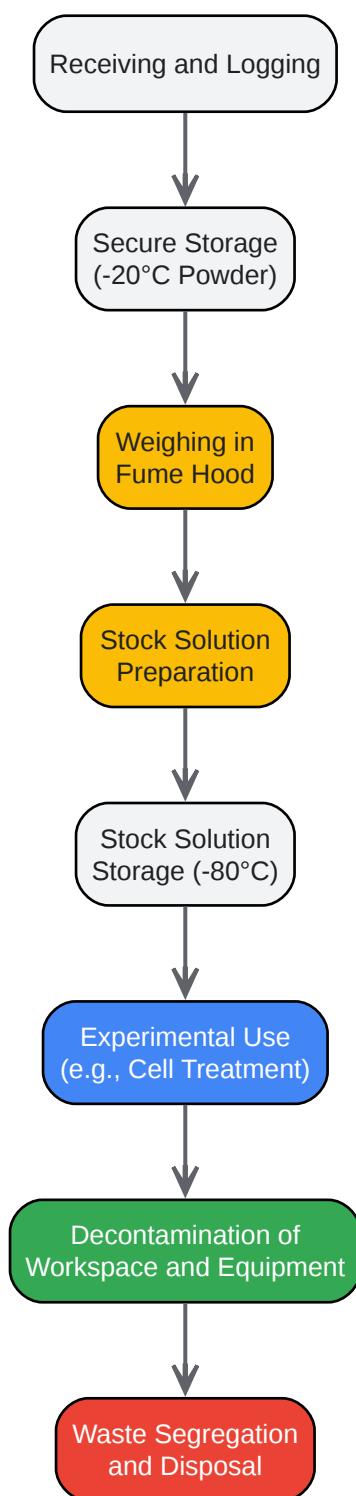 Receiving and Logging
Secure Storage
(-20°C Powder)
Weighing in
Fume Hood
Stock Solution
Preparation
Stock Solution
Storage (-80°C)
Experimental Use
(e.g., Cell Treatment)
Decontamination of
Workspace and Equipment
Waste Segregation
and Disposal